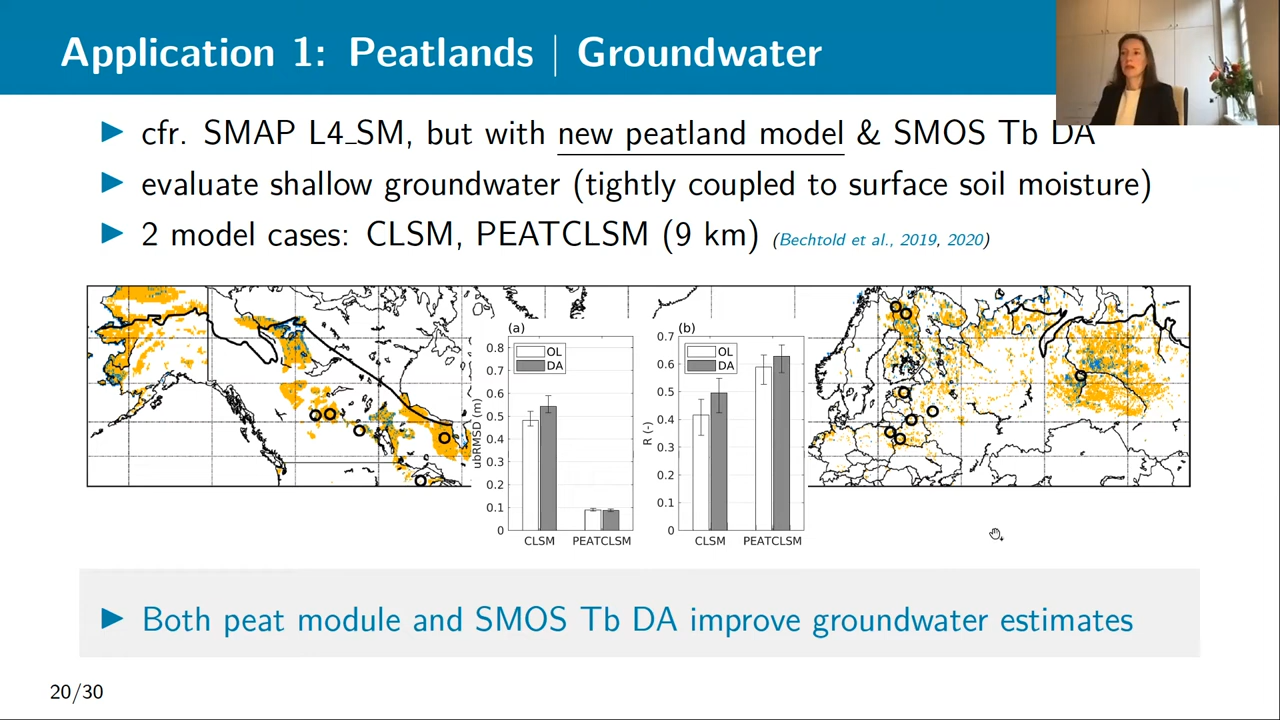 Application 1: Peatlands | Groundwater
▶ cfr. SMAP L4_SM, but with new peatland model & SMOS Tb DA
▶ evaluate shallow groundwater (tightly coupled to surface soil moisture)
▶ 2 model cases: CLSM, PEATCLSM (9 km) (Bechtold et al., 2019, 2020)
(a)
OL
DA
ubRMSD (m)
0.8
0.7
0.6
0.5
0.4
0.3
0.2
0.1
0
CLSM PEATCLSM
(b)
OL
DA
R (-)
0.7
0.6
0.5
0.4
0.3
0.2
0.1
0
CLSM PEATCLSM
▶ Both peat module and SMOS Tb DA improve groundwater estimates
20/30